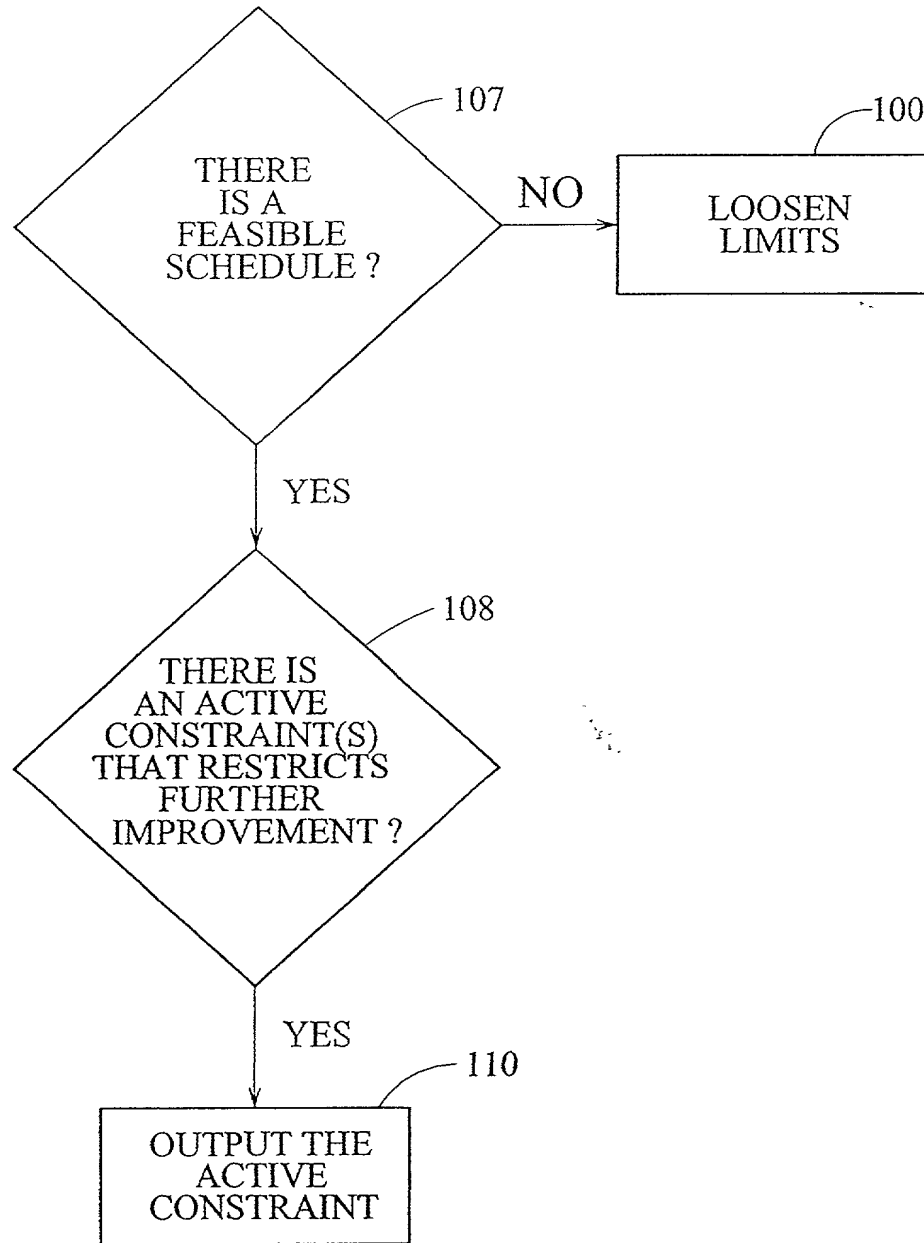 107
THERE
IS A
FEASIBLE
SCHEDULE ?
NO
100
LOOSEN
LIMITS
YES
108
THERE IS
AN ACTIVE
CONSTRAINT(S)
THAT RESTRICTS
FURTHER
IMPROVEMENT ?
YES
110
OUTPUT THE
ACTIVE
CONSTRAINT